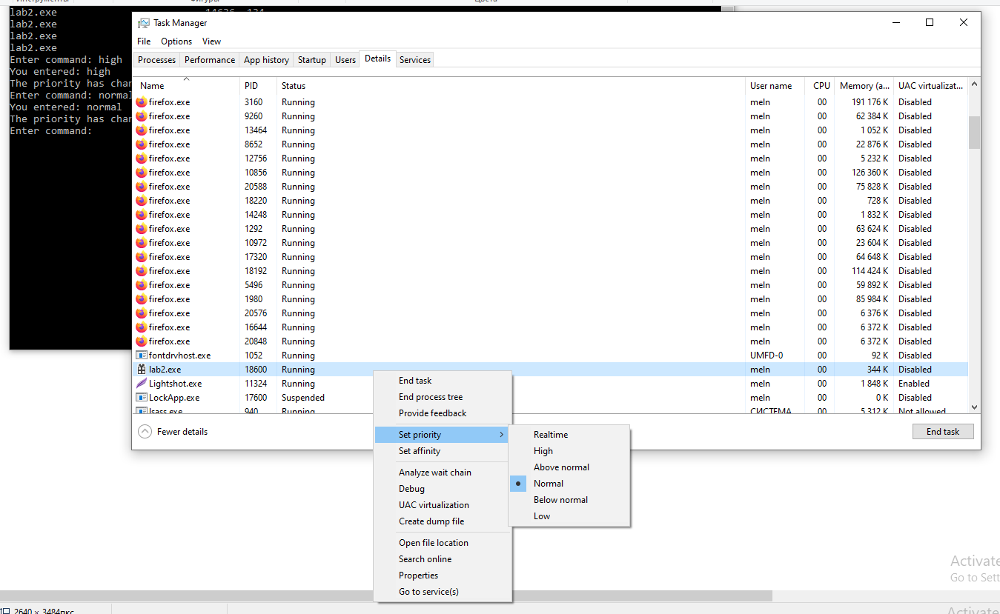 Инструменты Фигуры Цвета
lab2.exe 14636 134
lab2.exe
lab2.exe
lab2.exe
Enter command: high
You entered: high
The priority has chan
Enter command: normal
You entered: normal
The priority has chan
Enter command:
Task Manager
File Options View
Processes Performance App history Startup Users Details Services
Name PID Status User name CPU Memory (a... UAC virtualizat...
firefox.exe 3160 Running meln 00 191 176 K Disabled
firefox.exe 9260 Running meln 00 62 384 K Disabled
firefox.exe 13464 Running meln 00 1 052 K Disabled
firefox.exe 8652 Running meln 00 22 876 K Disabled
firefox.exe 12756 Running meln 00 5 232 K Disabled
firefox.exe 10856 Running meln 00 126 360 K Disabled
firefox.exe 20588 Running meln 00 75 828 K Disabled
firefox.exe 18220 Running meln 00 728 K Disabled
firefox.exe 14248 Running meln 00 1 832 K Disabled
firefox.exe 1292 Running meln 00 63 624 K Disabled
firefox.exe 10972 Running meln 00 23 604 K Disabled
firefox.exe 17320 Running meln 00 64 648 K Disabled
firefox.exe 18192 Running meln 00 114 424 K Disabled
firefox.exe 5496 Running meln 00 59 892 K Disabled
firefox.exe 1980 Running meln 00 85 984 K Disabled
firefox.exe 20576 Running meln 00 6 376 K Disabled
firefox.exe 16644 Running meln 00 6 372 K Disabled
firefox.exe 20848 Running meln 00 6 372 K Disabled
fontdrvhost.exe 1052 Running UMFD-0 00 92 K Disabled
lab2.exe 18600 Running meln 00 344 K Disabled
Lightshot.exe 11324 Running meln 00 1 848 K Enabled
LockApp.exe 17600 Suspended meln 00 0 K Disabled
lsass.exe 940 Running СИСТЕМА 00 5 312 K Not allowed
Fewer details End task
End task
End process tree
Provide feedback
Set priority
Set affinity
Analyze wait chain
Debug
UAC virtualization
Create dump file
Open file location
Search online
Properties
Go to service(s)
Realtime
High
Above normal
Normal
Below normal
Low
Activate
Go to Sett
2640 × 3484пкс
Activate